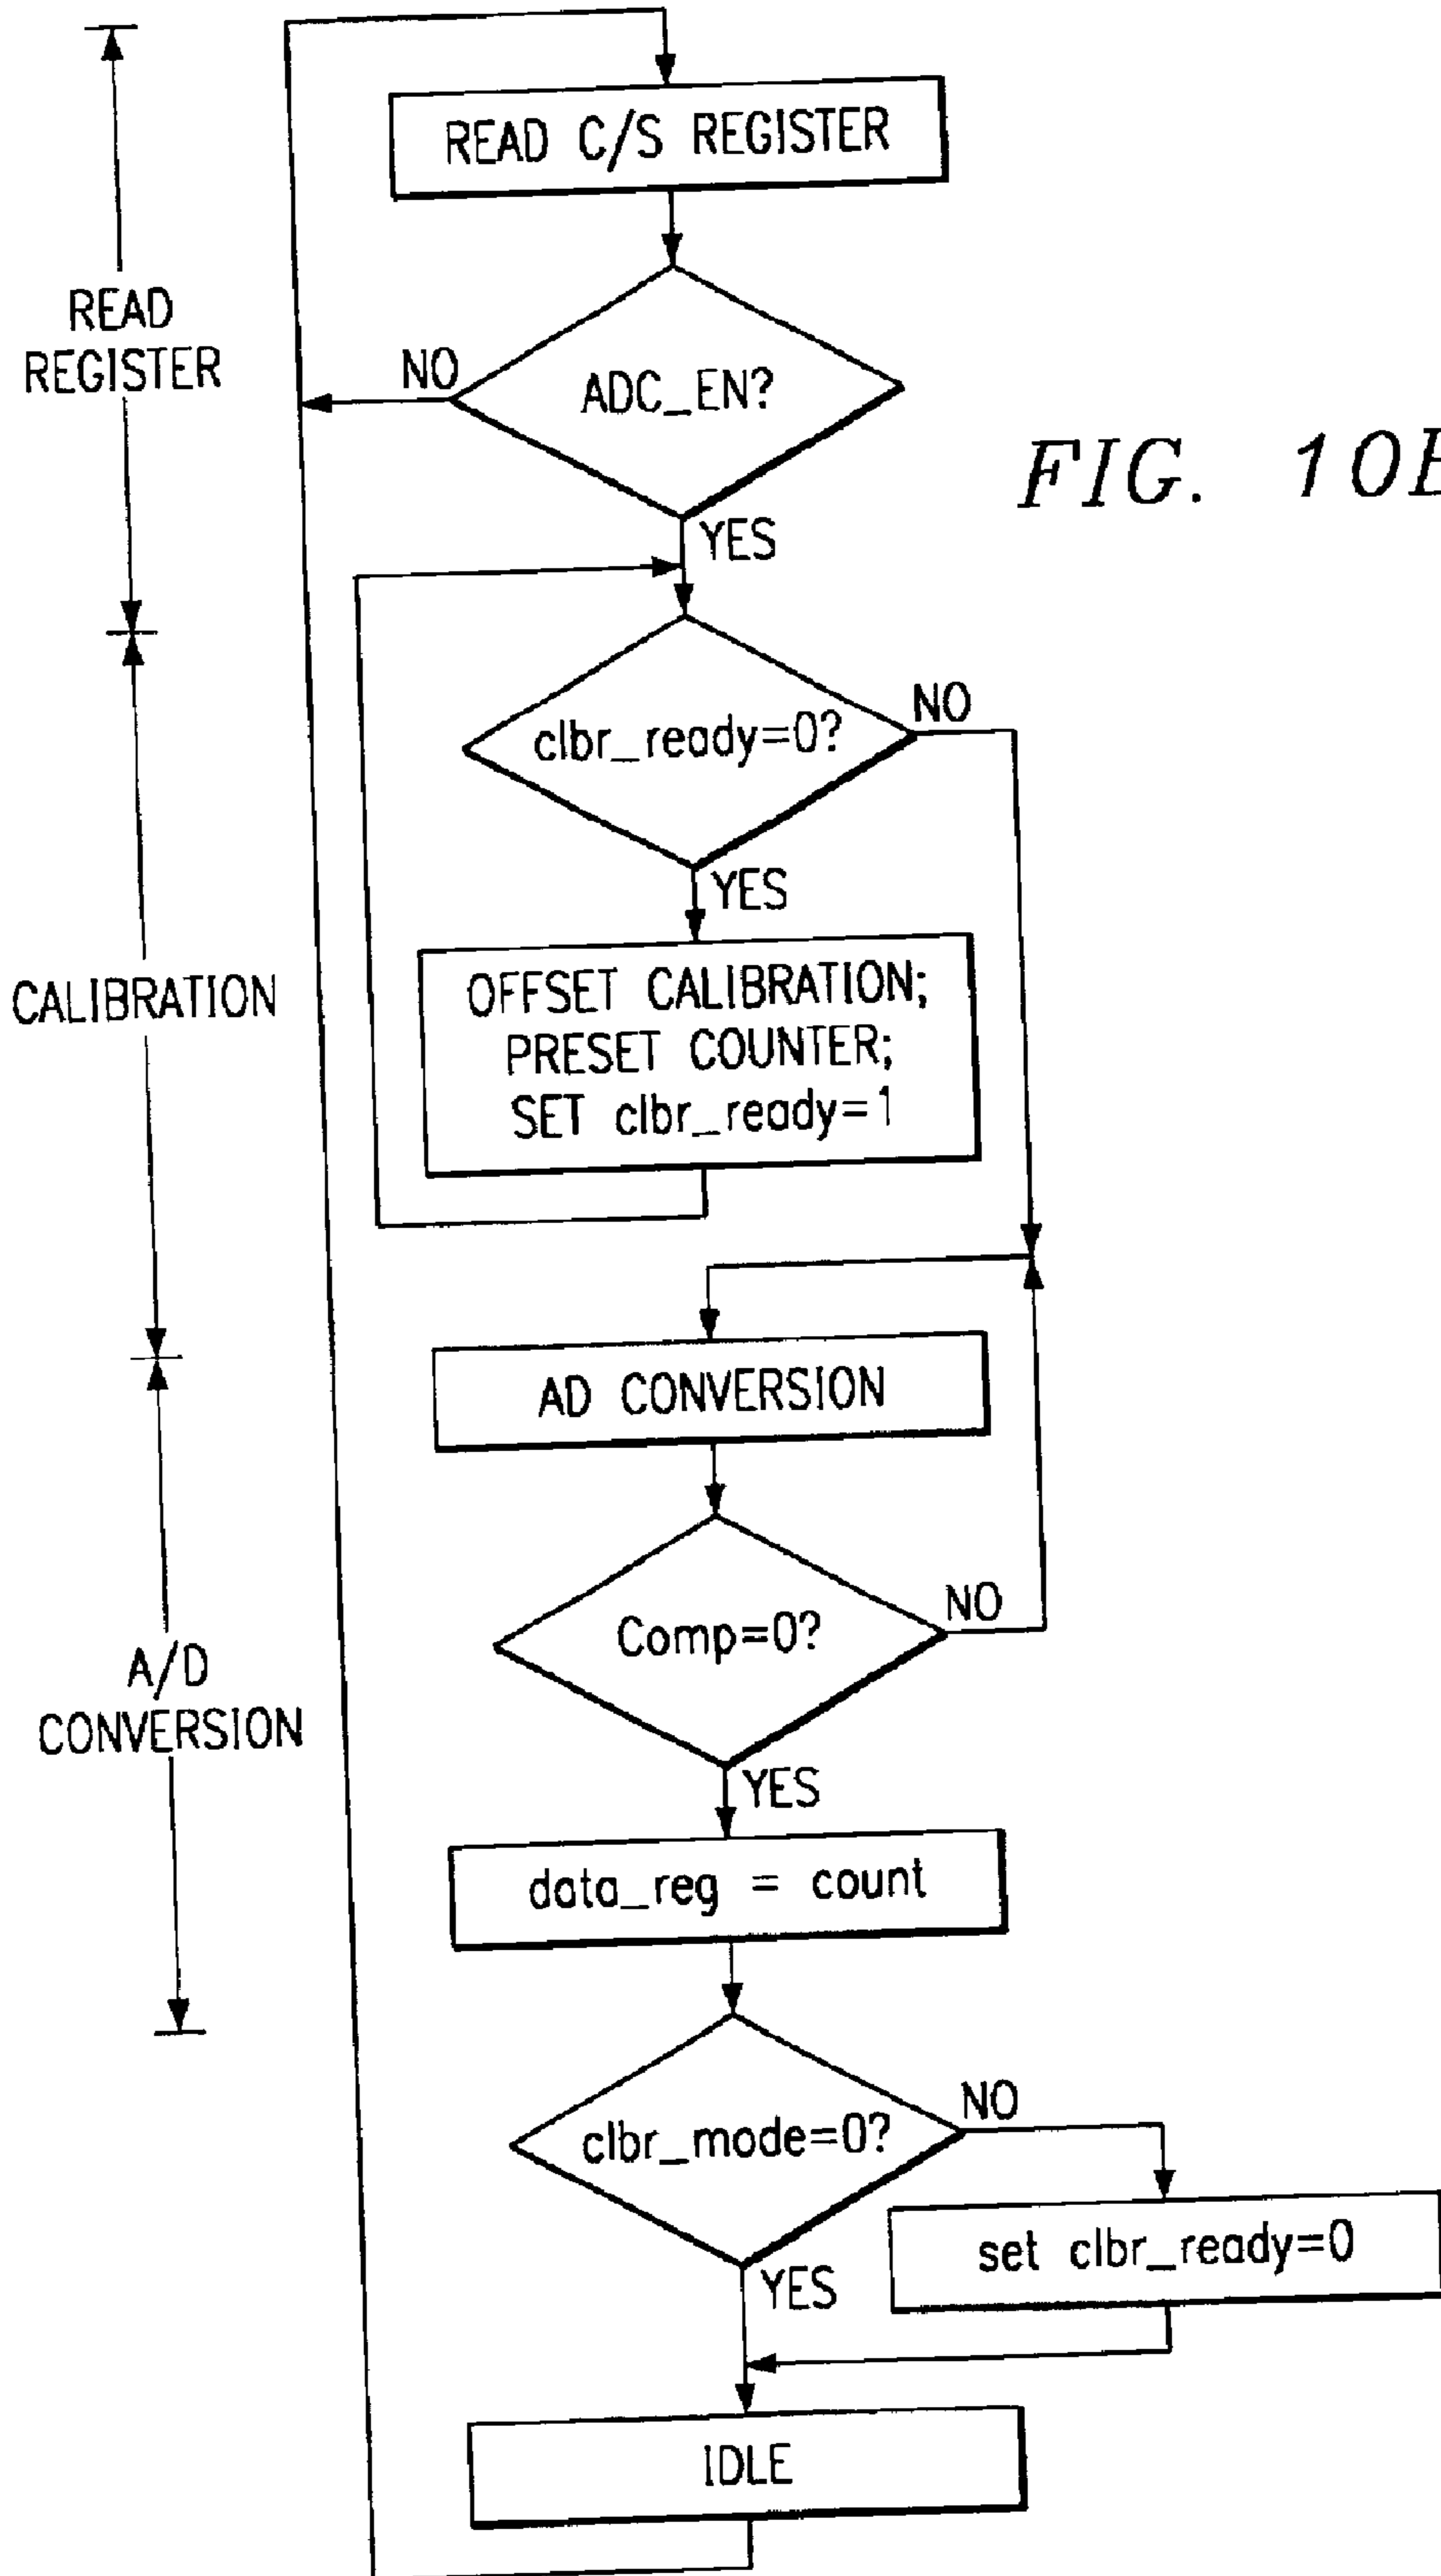 READ C/S REGISTER
READ
REGISTER
NO
ADC_EN?
FIG. 10B
YES
clbr_ready=0?
NO
YES
CALIBRATION
OFFSET CALIBRATION;
PRESET COUNTER;
SET clbr_ready=1
AD CONVERSION
Comp=0?
NO
A/D
CONVERSION
YES
data_reg = count
clbr_mode=0?
NO
set clbr_ready=0
YES
IDLE